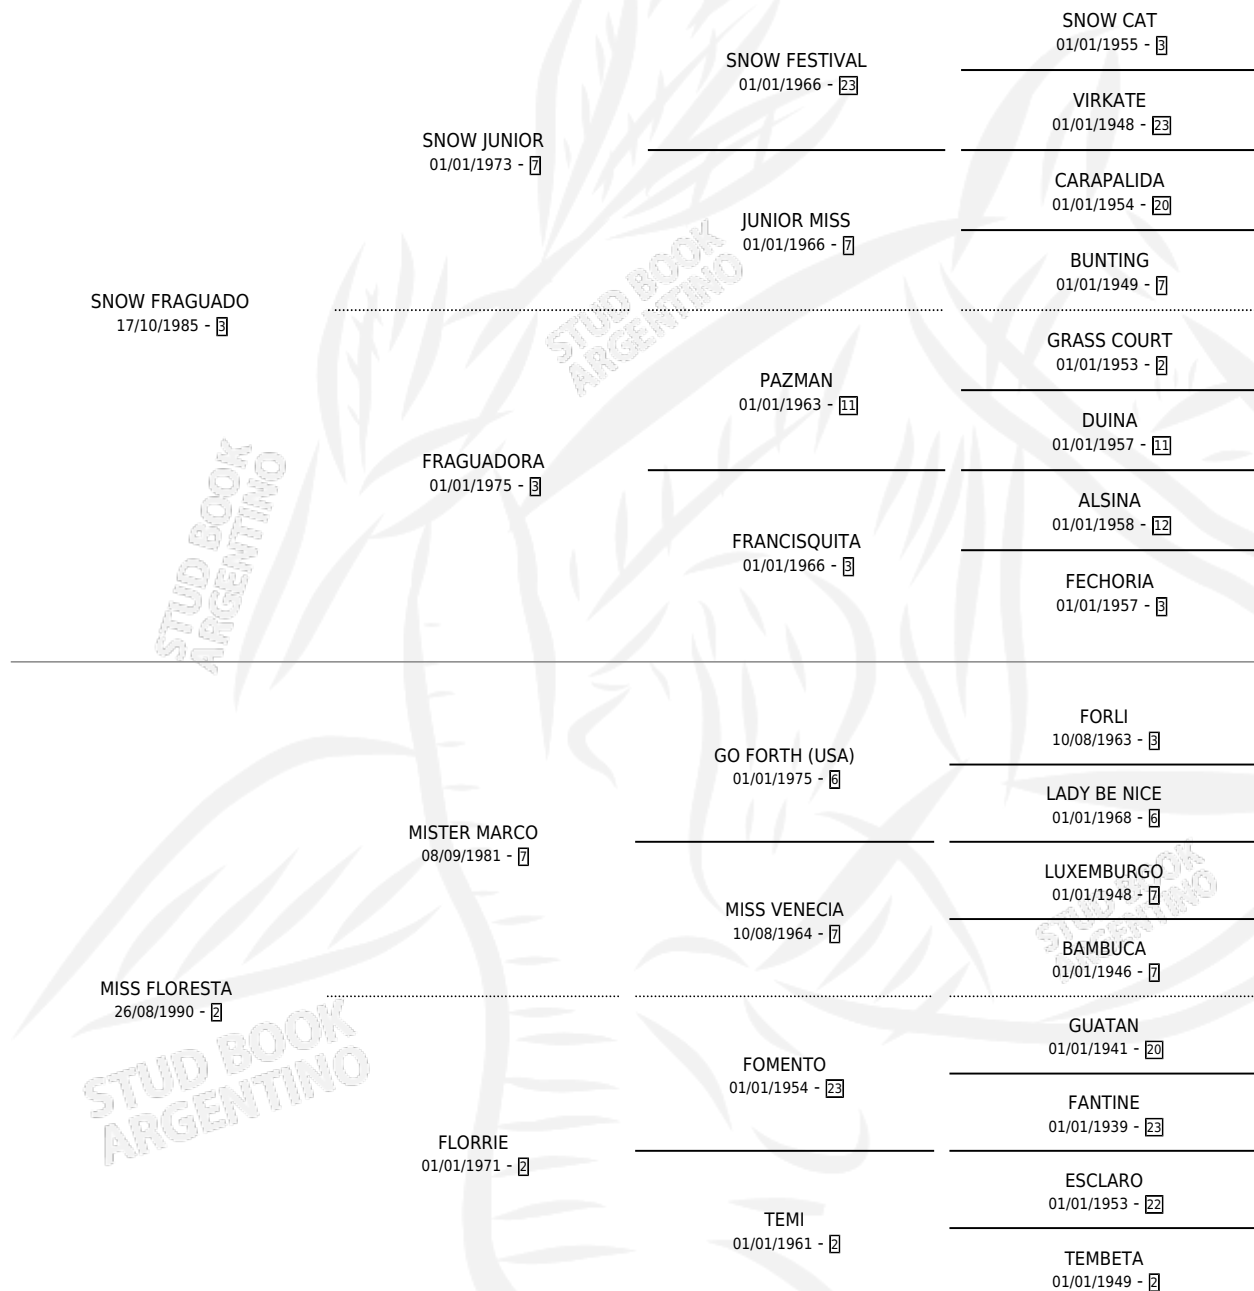 SNOW CAT
01/01/1955 - 3
SNOW FESTIVAL
01/01/1966 - 23
VIRKATE
01/01/1948 - 23
SNOW JUNIOR
01/01/1973 - 7
CARAPALIDA
01/01/1954 - 20
JUNIOR MISS
01/01/1966 - 7
BUNTING
01/01/1949 - 7
SNOW FRAGUADO
17/10/1985 - 3
STUD BOOK
ARGENTINO
GRASS COURT
01/01/1953 - 2
PAZMAN
01/01/1963 - 11
DUINA
01/01/1957 - 11
FRAGUADORA
01/01/1975 - 3
ALSINA
01/01/1958 - 12
FRANCISQUITA
01/01/1966 - 3
FECHORIA
01/01/1957 - 3
STUD BOOK
ARGENTINO
FORLI
10/08/1963 - 3
GO FORTH (USA)
01/01/1975 - 6
LADY BE NICE
01/01/1968 - 6
MISTER MARCO
08/09/1981 - 7
LUXEMBURGO
01/01/1948 - 7
MISS VENECIA
10/08/1964 - 7
STUD BOOK
ARGENTINO
BAMBUCA
01/01/1946 - 7
MISS FLORESTA
26/08/1990 - 2
STUD BOOK
ARGENTINO
GUATAN
01/01/1941 - 20
FOMENTO
01/01/1954 - 23
FANTINE
01/01/1939 - 23
FLORRIE
01/01/1971 - 2
ESCLARO
01/01/1953 - 22
TEMI
01/01/1961 - 2
TEMBETA
01/01/1949 - 2